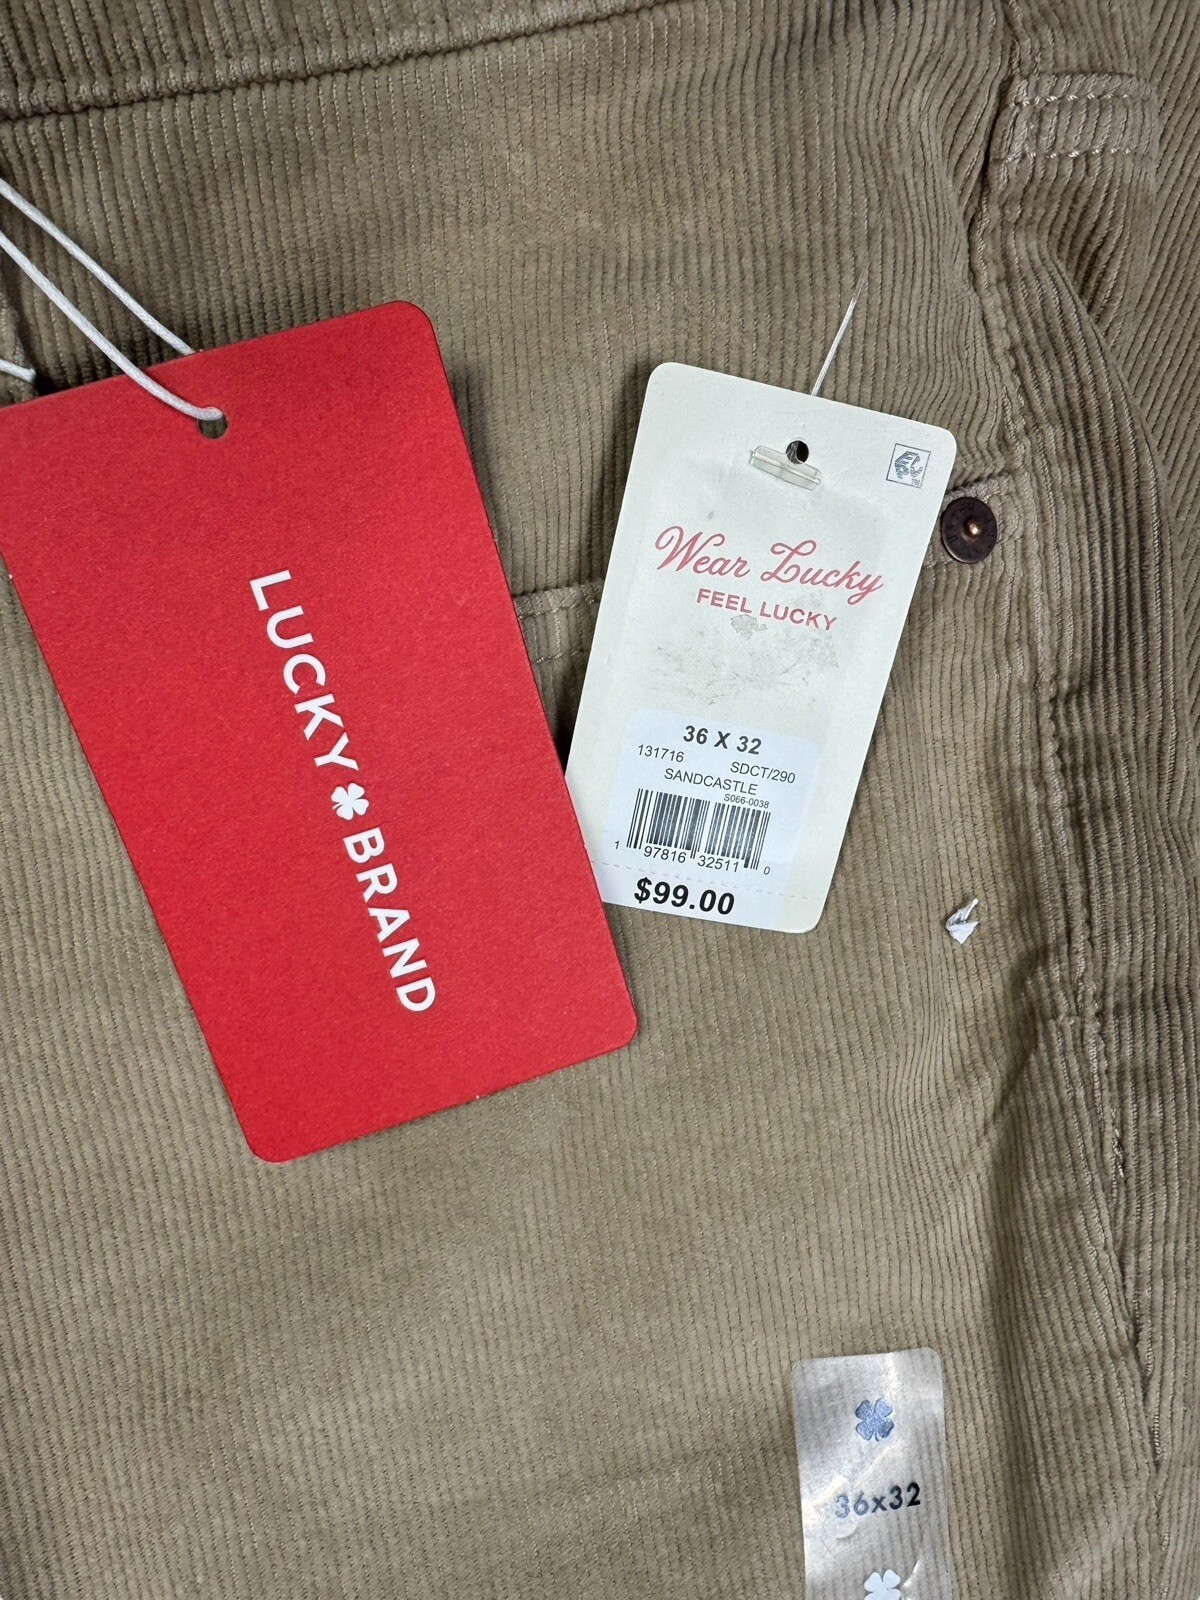 LUCKY BRAND
Wear Lucky
FEEL LUCKY
36 X 32
131716 SDCT/290
SANDCASTLE
S066-0038
1 97816 32511 0
$99.00
36x32